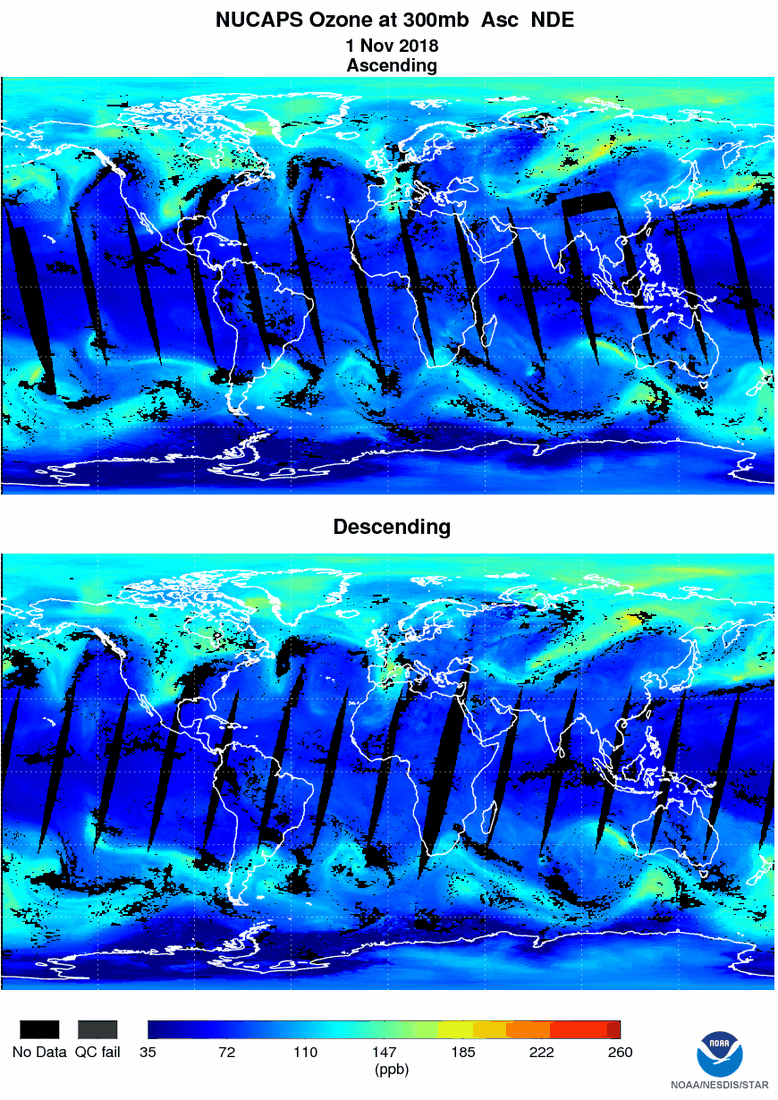 NUCAPS Ozone at 300mb Asc NDE
1 Nov 2018
Ascending
Descending
No Data QC fail 35 72 110 147 185 222 260
(ppb)
NOAA
NOAA/NESDIS/STAR